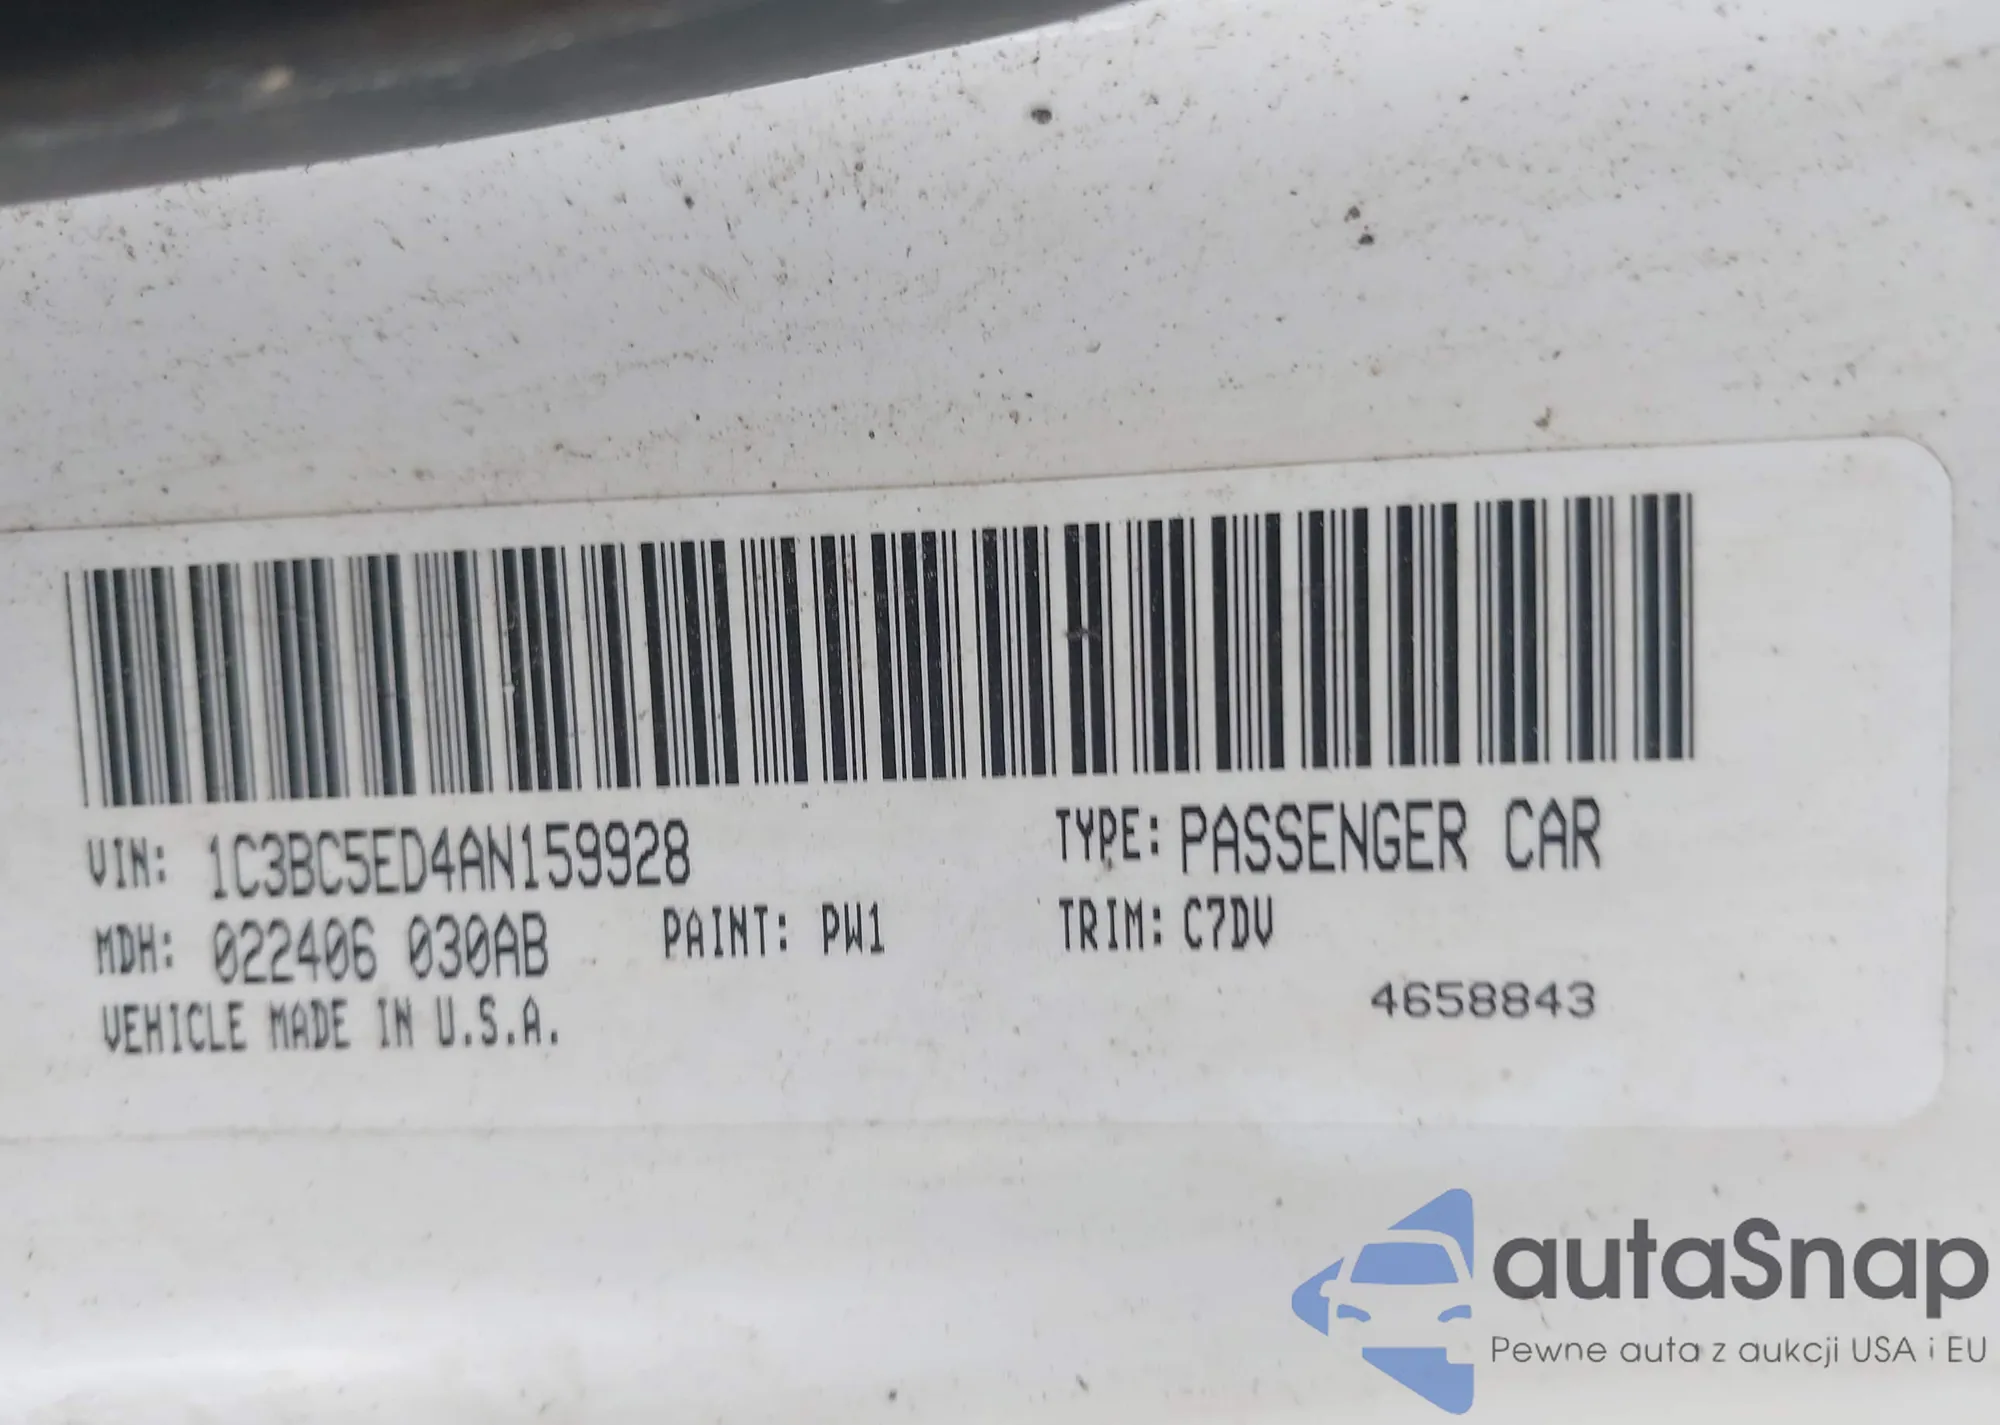 VIN: 1C3BC5ED4AN159928 TYPE: PASSENGER CAR
MDH: 022406 030AB PAINT: PW1 TRIM: C7DV
VEHICLE MADE IN U.S.A. 4658843
autaSnap
Pewne auta z aukcji USA i EU